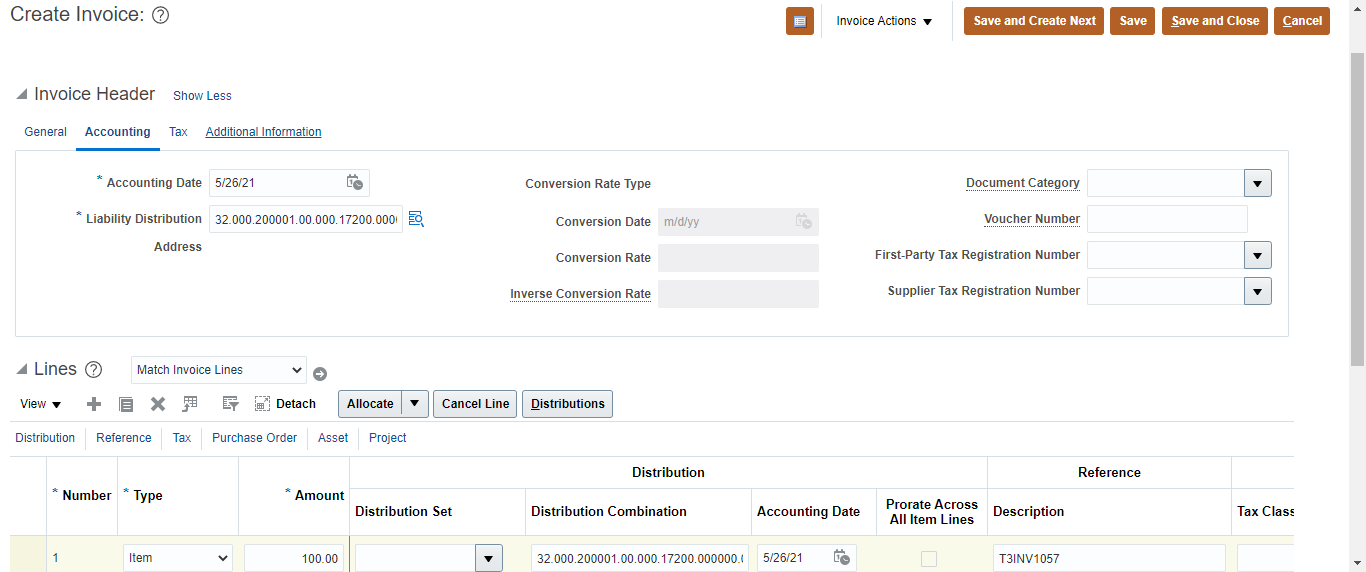 Create Invoice: ?
Invoice Actions
Save and Create Next
Save
Save and Close
Cancel
Invoice Header
Show Less
General
Accounting
Tax
Additional Information
* Accounting Date 5/26/21
* Liability Distribution 32.000.200001.00.000.17200.000
Address
Conversion Rate Type
Conversion Date m/d/yy
Conversion Rate
Inverse Conversion Rate
Document Category
Voucher Number
First-Party Tax Registration Number
Supplier Tax Registration Number
Lines ? Match Invoice Lines
View
Detach
Allocate
Cancel Line
Distributions
Distribution
Reference
Tax
Purchase Order
Asset
Project
Distribution
Reference
* Number
* Type
* Amount
Distribution Set
Distribution Combination
Accounting Date
Prorate Across
All Item Lines
Description
Tax Class
1
Item
100.00
32.000.200001.00.000.17200.000000.
5/26/21
T3INV1057